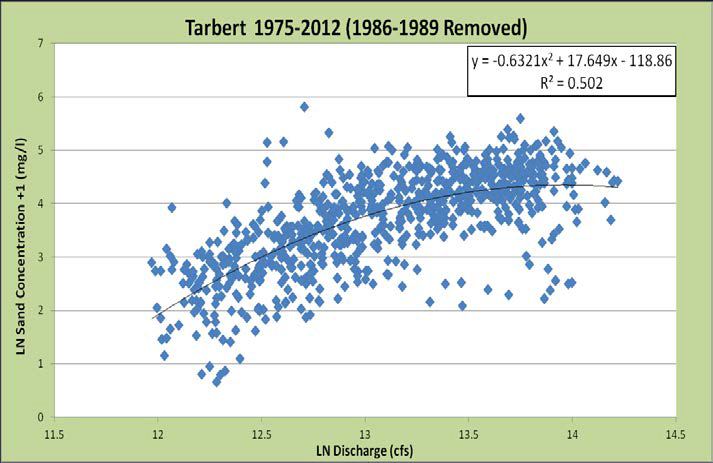 Tarbert 1975-2012 (1986-1989 Removed)
y = -0.6321x² + 17.649x - 118.86
R² = 0.502
LN Sand Concentration +1 (mg/l)
7
6
5
4
3
2
1
0
11.5 12 12.5 13 13.5 14 14.5
LN Discharge (cfs)